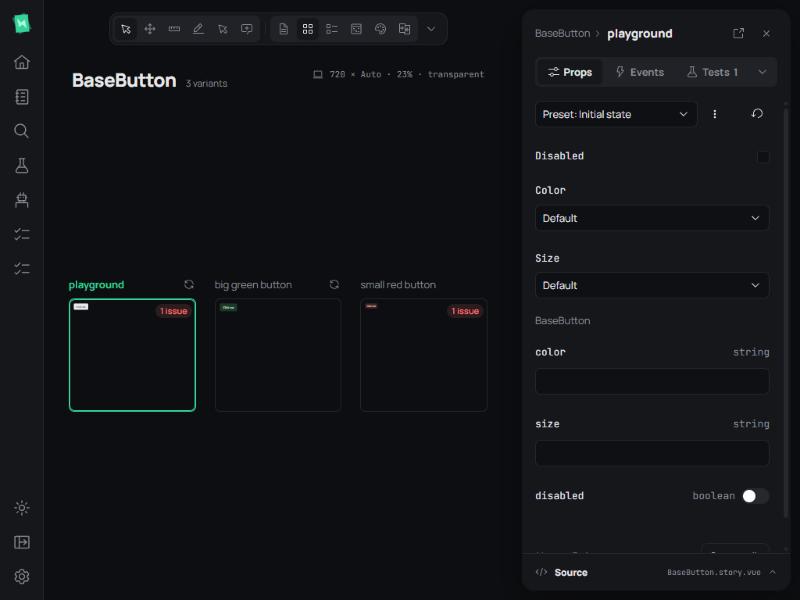 BaseButton 3 variants
720 × Auto · 23% · transparent
playground
big green button
small red button
1 issue
1 issue
BaseButton › playground
Props
Events
Tests 1
Preset: Initial state
Disabled
Color
Default
Size
Default
BaseButton
color string
size string
disabled boolean
Source
BaseButton.story.vue